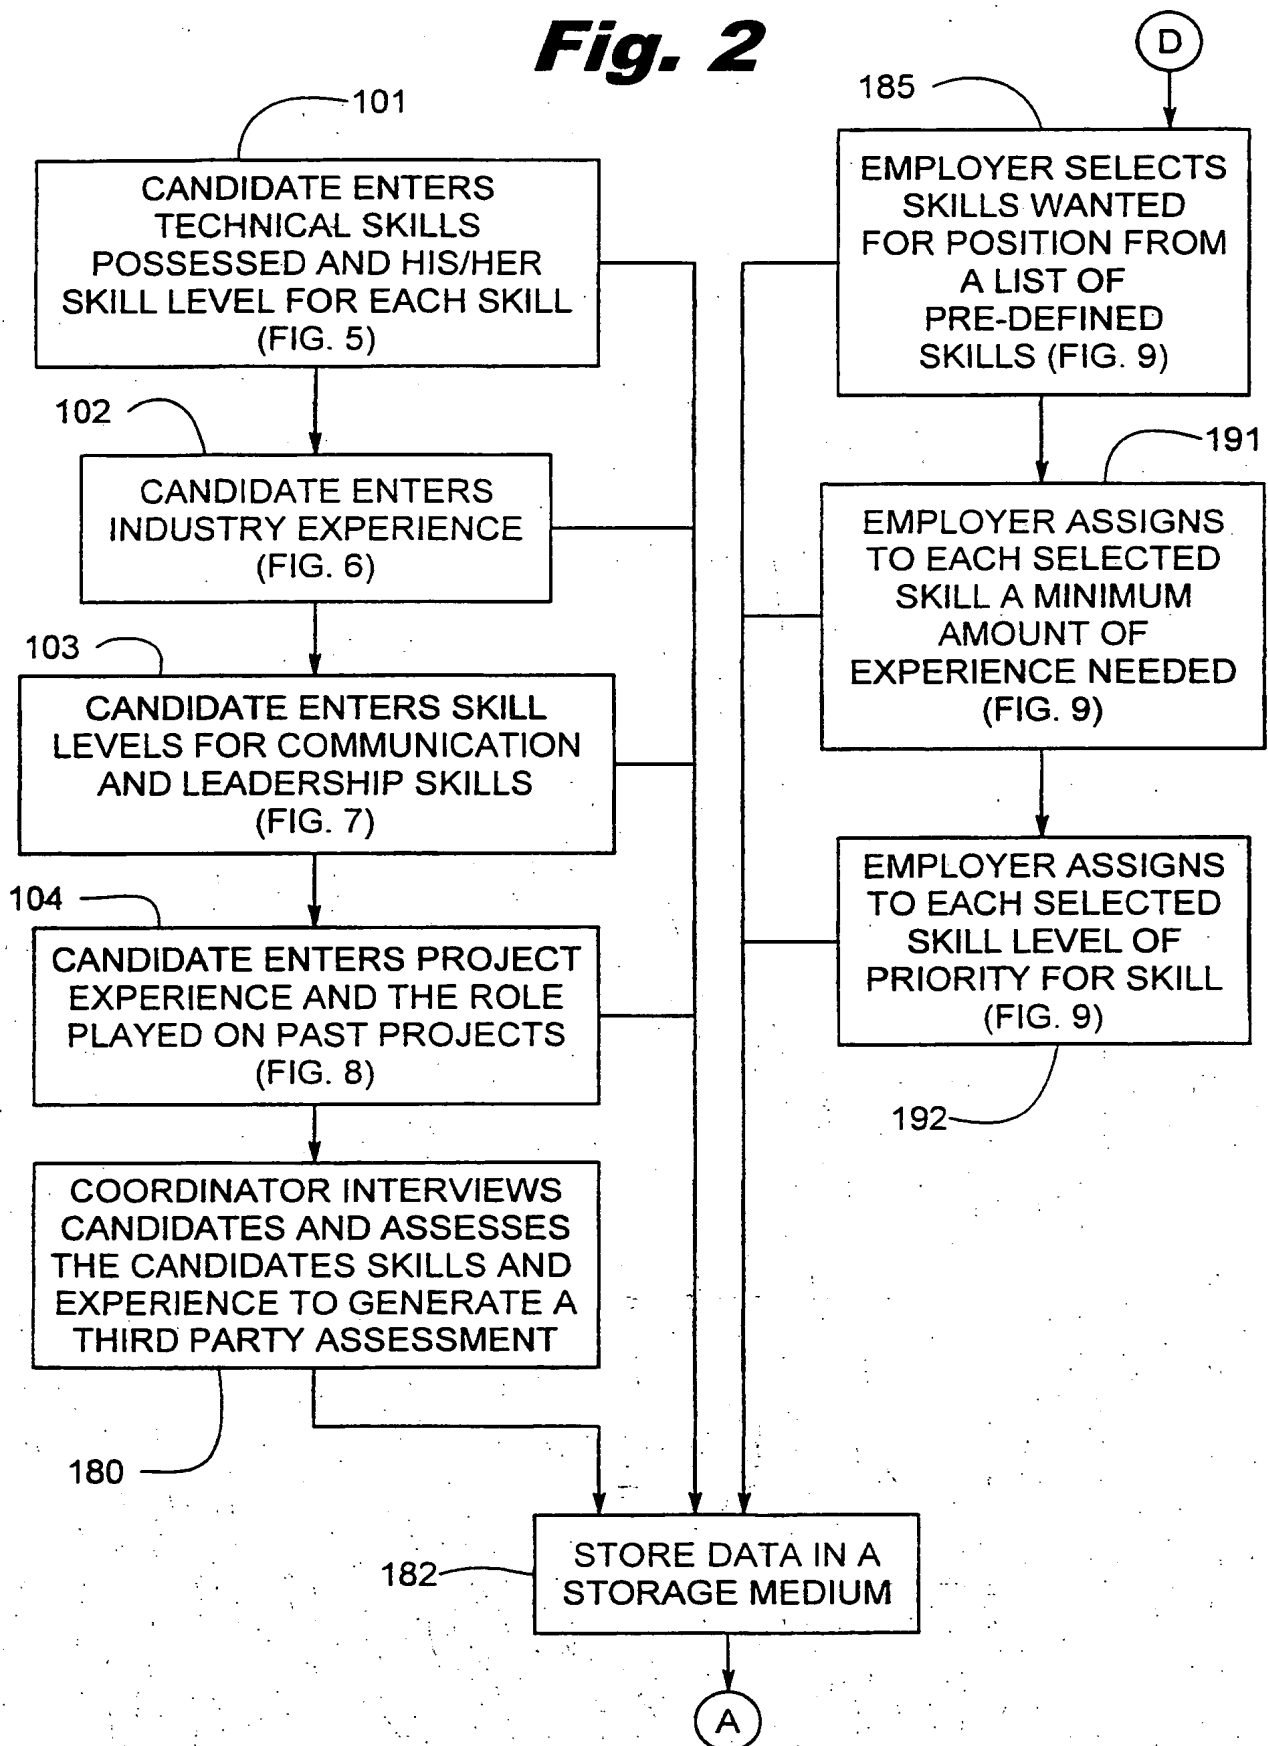 Fig. 2
101
CANDIDATE ENTERS
TECHNICAL SKILLS
POSSESSED AND HIS/HER
SKILL LEVEL FOR EACH SKILL
(FIG. 5)
102
CANDIDATE ENTERS
INDUSTRY EXPERIENCE
(FIG. 6)
103
CANDIDATE ENTERS SKILL
LEVELS FOR COMMUNICATION
AND LEADERSHIP SKILLS
(FIG. 7)
104
CANDIDATE ENTERS PROJECT
EXPERIENCE AND THE ROLE
PLAYED ON PAST PROJECTS
(FIG. 8)
COORDINATOR INTERVIEWS
CANDIDATES AND ASSESSES
THE CANDIDATES SKILLS AND
EXPERIENCE TO GENERATE A
THIRD PARTY ASSESSMENT
180
D
185
EMPLOYER SELECTS
SKILLS WANTED
FOR POSITION FROM
A LIST OF
PRE-DEFINED
SKILLS (FIG. 9)
191
EMPLOYER ASSIGNS
TO EACH SELECTED
SKILL A MINIMUM
AMOUNT OF
EXPERIENCE NEEDED
(FIG. 9)
EMPLOYER ASSIGNS
TO EACH SELECTED
SKILL LEVEL OF
PRIORITY FOR SKILL
(FIG. 9)
192
182
STORE DATA IN A
STORAGE MEDIUM
A